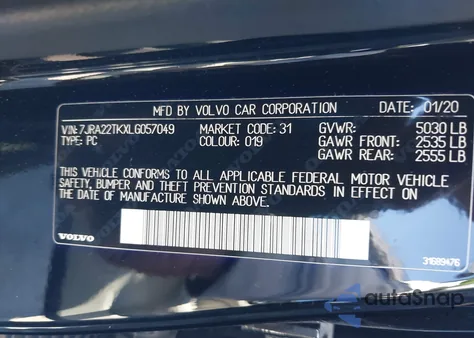 MFD BY VOLVO CAR CORPORATION DATE: 01/20
VIN:7JRA22TKXLG057049 MARKET CODE: 31 GVWR: 5030 LB
TYPE: PC COLOUR: 019 GAWR FRONT: 2535 LB
GAWR REAR: 2555 LB
THIS VEHICLE CONFORMS TO ALL APPLICABLE FEDERAL MOTOR VEHICLE
SAFETY, BUMPER AND THEFT PREVENTION STANDARDS IN EFFECT ON
THE DATE OF MANUFACTURE SHOWN ABOVE.
VOLVO
31689476
autoSnap